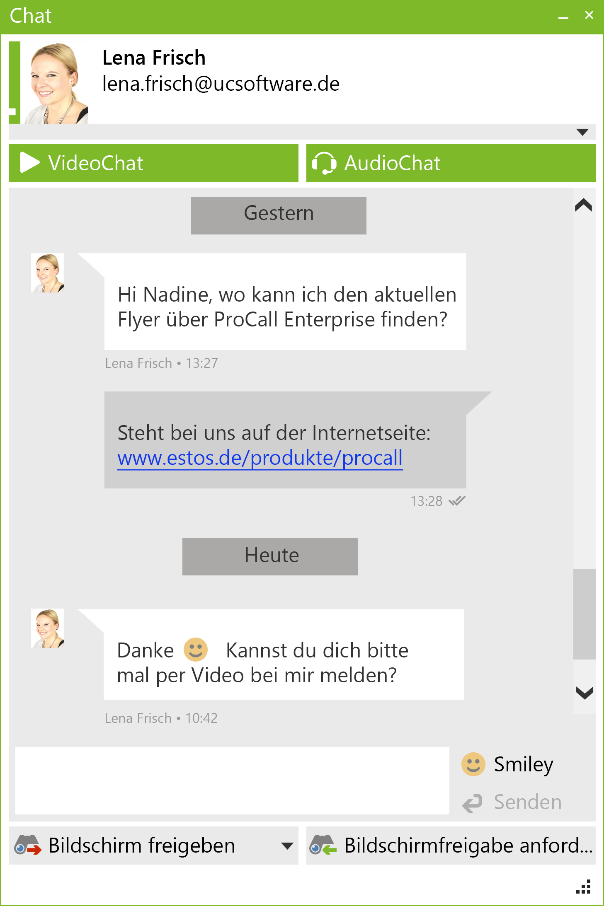 Chat
Lena Frisch
lena.frisch@ucsoftware.de
VideoChat
AudioChat
Gestern
Hi Nadine, wo kann ich den aktuellen
Flyer über ProCall Enterprise finden?
Lena Frisch • 13:27
Steht bei uns auf der Internetseite:
www.estos.de/produkte/procall
13:28
Heute
Danke 🙂 Kannst du dich bitte
mal per Video bei mir melden?
Lena Frisch • 10:42
Smiley
Senden
Bildschirm freigeben
Bildschirmfreigabe anford...